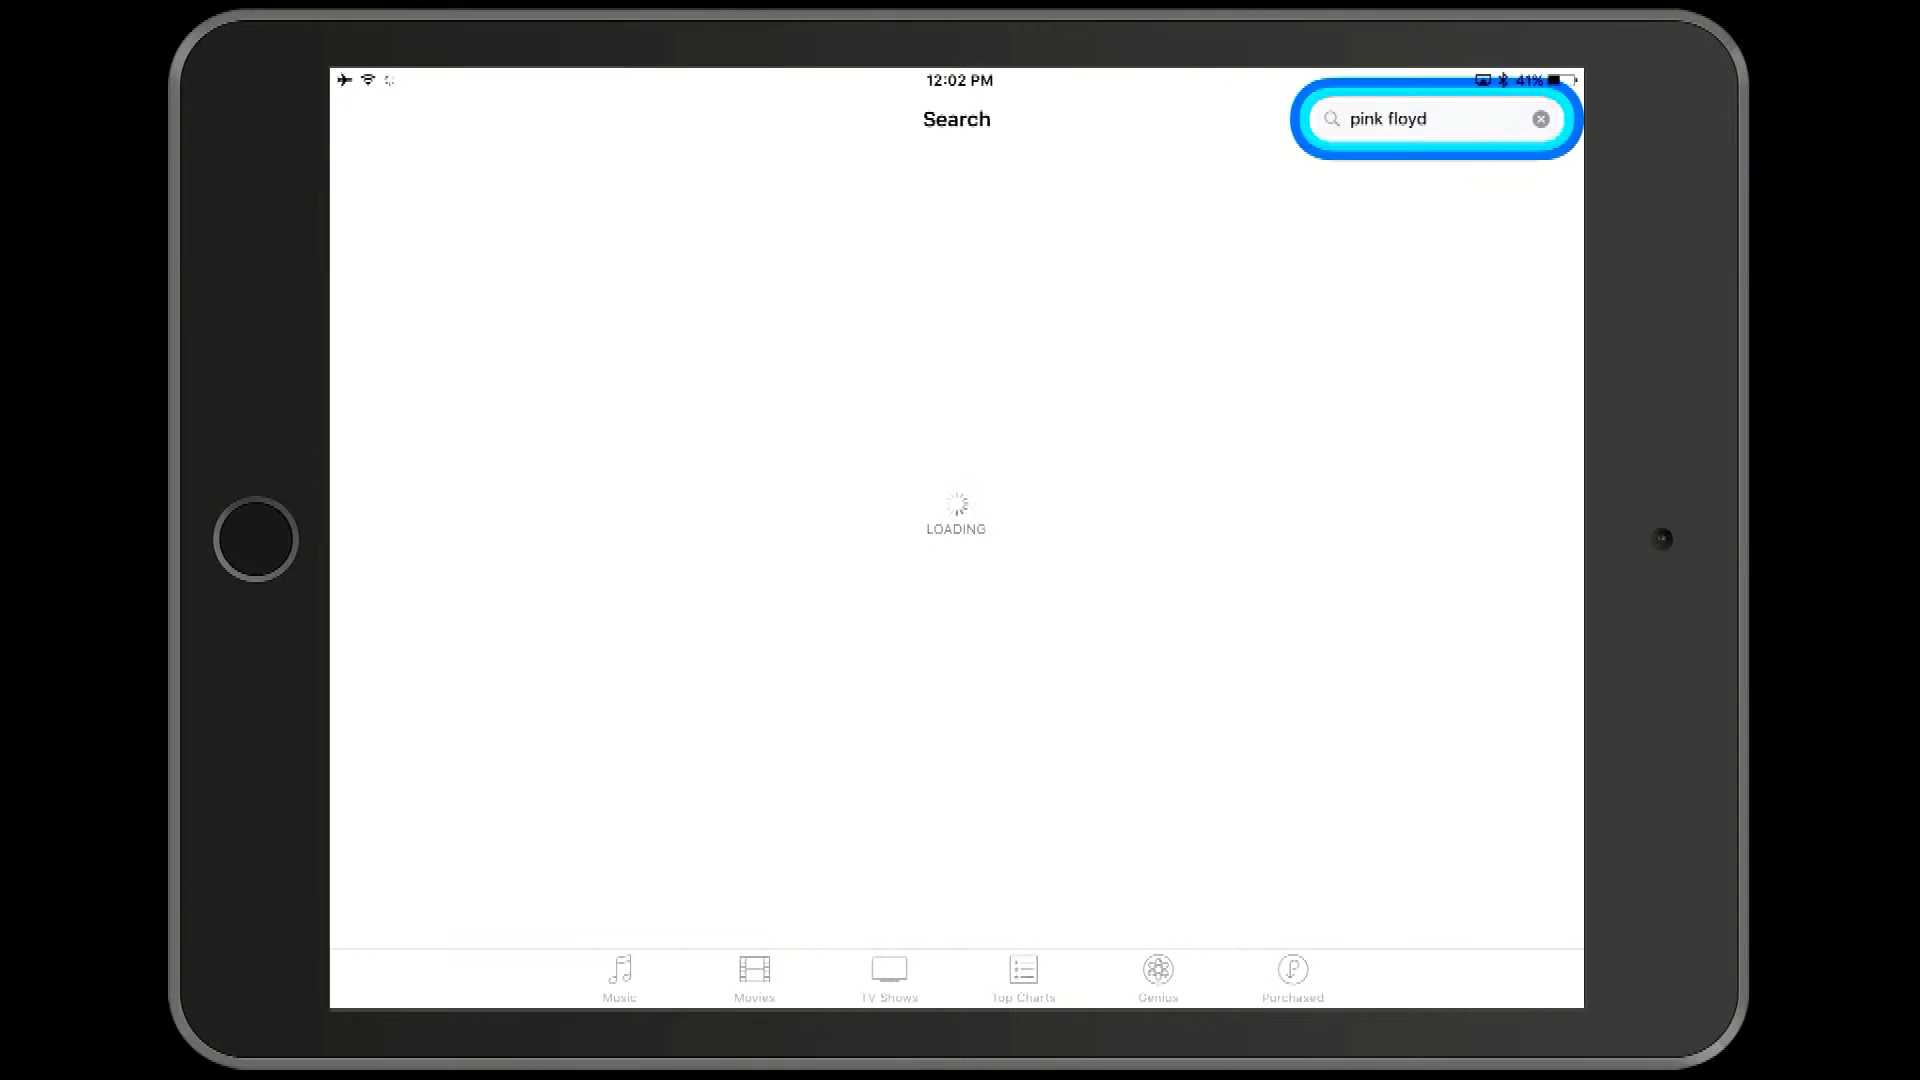 12:02 PM
41%
Search
pink floyd
LOADING
Music
Movies
TV Shows
Top Charts
Genius
Purchased